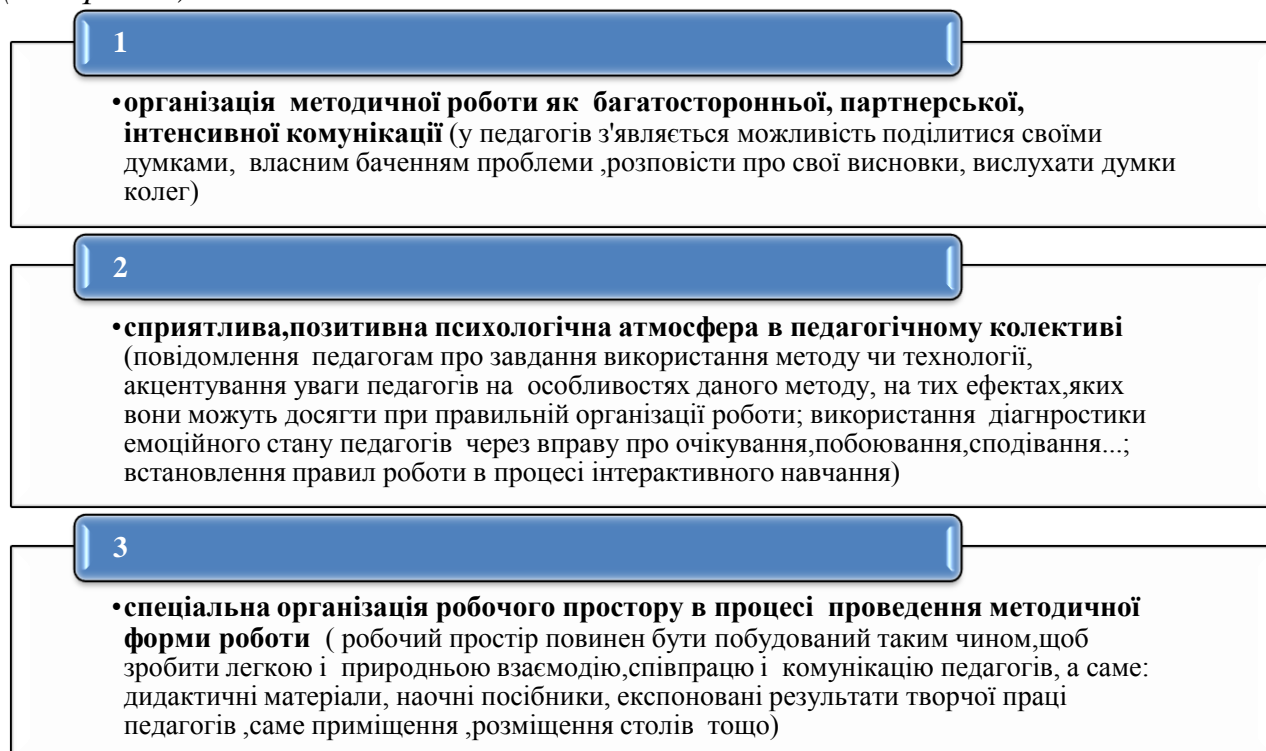 1
•організація методичної роботи як багатосторонньої, партнерської,
інтенсивної комунікації (у педагогів з'являється можливість поділитися своїми
думками, власним баченням проблеми ,розповісти про свої висновки, вислухати думки
колег)
2
•сприятлива,позитивна психологічна атмосфера в педагогічному колективі
(повідомлення педагогам про завдання використання методу чи технології,
акцентування уваги педагогів на особливостях даного методу, на тих ефектах,яких
вони можуть досягти при правильній організації роботи; використання діагнростики
емоційного стану педагогів через вправу про очікування,побоювання,сподівання...;
встановлення правил роботи в процесі інтерактивного навчання)
3
•спеціальна організація робочого простору в процесі проведення методичної
форми роботи ( робочий простір повинен бути побудований таким чином,щоб
зробити легкою і природньою взаємодію,співпрацю і комунікацію педагогів, а саме:
дидактичні матеріали, наочні посібники, експоновані результати творчої праці
педагогів ,саме приміщення ,розміщення столів тощо)